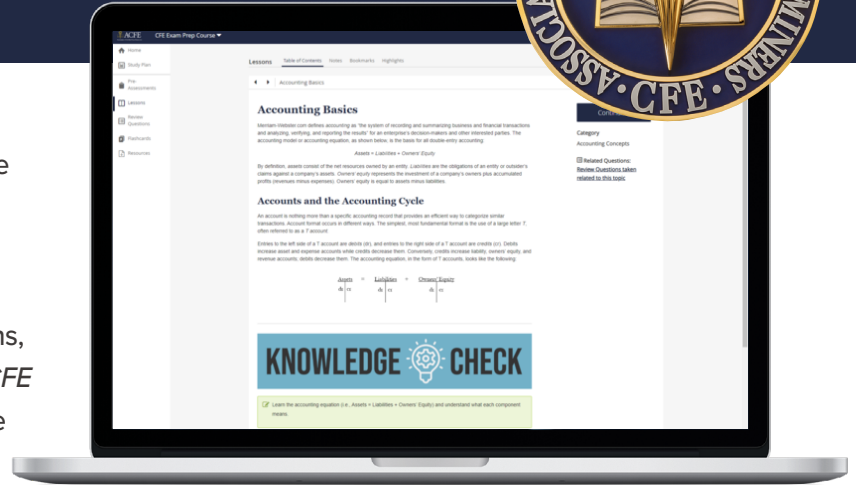 ACFE CFE Exam Prep Course
Home
Study Plan
Pre-
Assessments
Lessons
Review
Questions
Flashcards
Resources
Lessons Table of Contents Notes Bookmarks Highlights
Accounting Basics
Accounting Basics
Merriam-Webster.com defines accounting as "the system of recording and summarizing business and financial transactions
and analyzing, verifying, and reporting the results" for an enterprise's decision-makers and other interested parties. The
accounting model or accounting equation, as shown below, is the basis for all double-entry accounting:
Assets = Liabilities + Owners' Equity
By definition, assets consist of the net resources owned by an entity. Liabilities are the obligations of an entity or outsider's
claims against a company's assets. Owners' equity represents the investment of a company's owners plus accumulated
profits (revenues minus expenses). Owners' equity is equal to assets minus liabilities.
Accounts and the Accounting Cycle
An account is nothing more than a specific accounting record that provides an efficient way to categorize similar
transactions. Account format occurs in different ways. The simplest, most fundamental format is the use of a large letter T,
often referred to as a T account
Entries to the left side of a T account are debits (dr), and entries to the right side of a T account are credits (cr). Debits
increase asset and expense accounts while credits decrease them. Conversely, credits increase liability, owners' equity, and
revenue accounts; debits decrease them. The accounting equation, in the form of T accounts, looks like the following:
Assets = Liabilities + Owners' Equity
dr cr dr cr dr cr
KNOWLEDGE CHECK
Learn the accounting equation (i.e., Assets = Liabilities + Owners' Equity) and understand what each component
means.
Category
Accounting Concepts
Related Questions:
Review Questions taken
related to this topic
CFE
MINERS
e
ns,
CFE
e